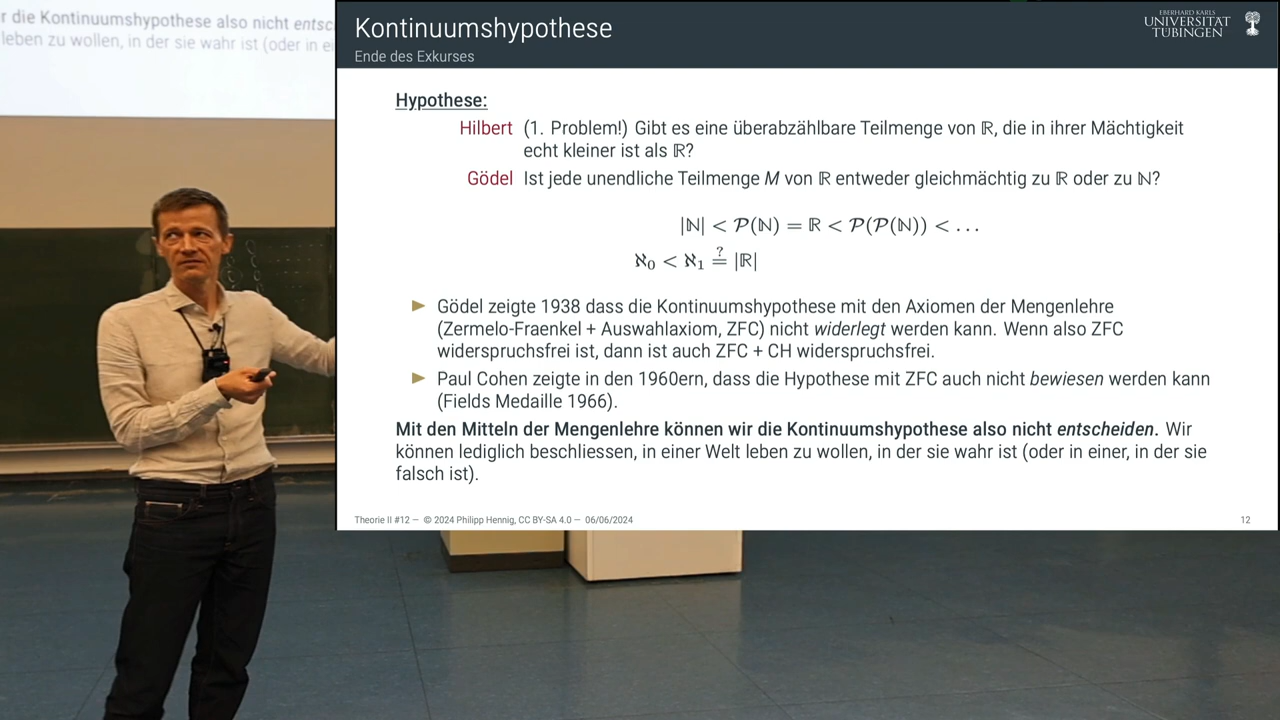 r die Kontinuumshypothese also nicht entsc
leben zu wollen, in der sie wahr ist (oder in ei
Kontinuumshypothese
Ende des Exkurses
EBERHARD KARLS
UNIVERSITÄT
TÜBINGEN
Hypothese:
Hilbert (1. Problem!) Gibt es eine überabzählbare Teilmenge von ℝ, die in ihrer Mächtigkeit
echt kleiner ist als ℝ?
Gödel Ist jede unendliche Teilmenge M von ℝ entweder gleichmächtig zu ℝ oder zu ℕ?
|ℕ| < 𝒫(ℕ) = ℝ < 𝒫(𝒫(ℕ)) < …
ℵ₀ < ℵ₁ ≟ |ℝ|
► Gödel zeigte 1938 dass die Kontinuumshypothese mit den Axiomen der Mengenlehre
(Zermelo-Fraenkel + Auswahlaxiom, ZFC) nicht widerlegt werden kann. Wenn also ZFC
widerspruchsfrei ist, dann ist auch ZFC + CH widerspruchsfrei.
► Paul Cohen zeigte in den 1960ern, dass die Hypothese mit ZFC auch nicht bewiesen werden kann
(Fields Medaille 1966).
Mit den Mitteln der Mengenlehre können wir die Kontinuumshypothese also nicht entscheiden. Wir
können lediglich beschliessen, in einer Welt leben zu wollen, in der sie wahr ist (oder in einer, in der sie
falsch ist).
Theorie II #12 — © 2024 Philipp Hennig, CC BY-SA 4.0 — 06/06/2024
12